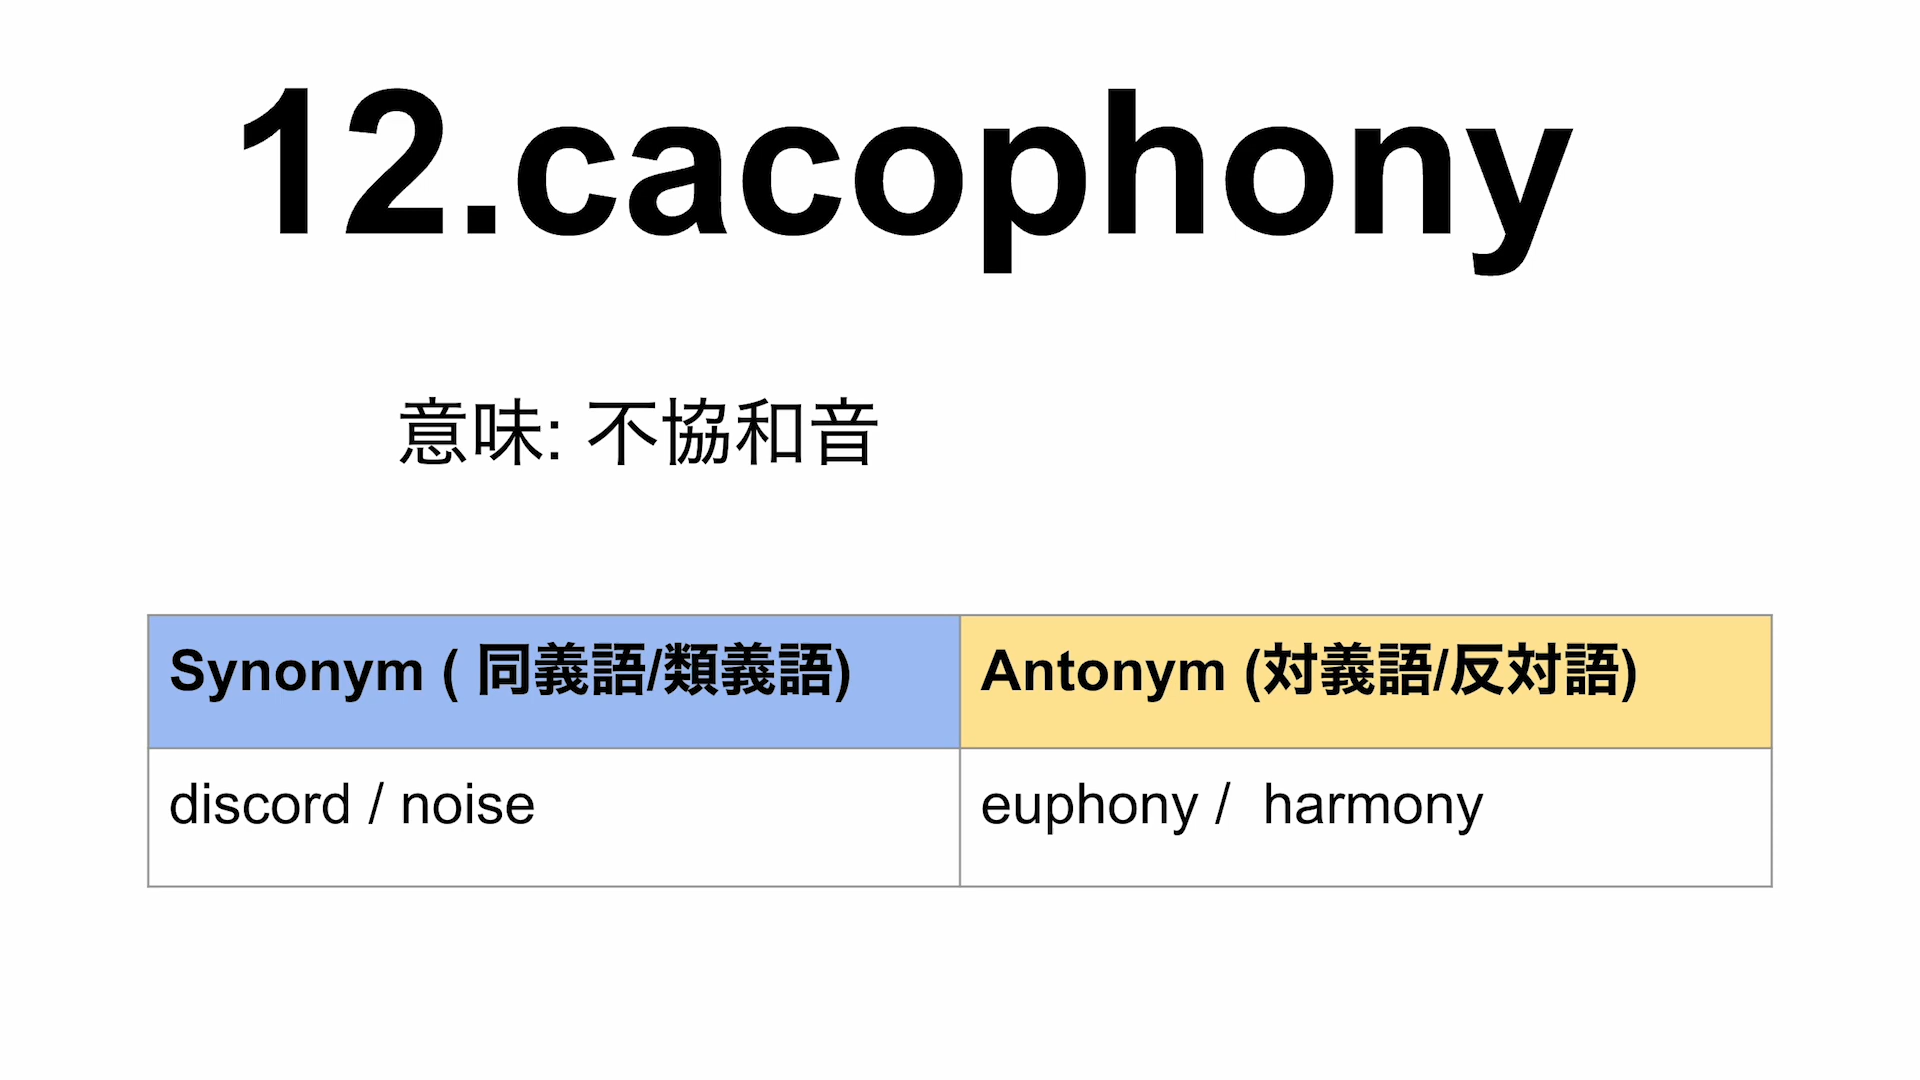 12.cacophony
意味: 不協和音
Synonym ( 同義語/類義語)
Antonym (対義語/反対語)
discord / noise
euphony /  harmony